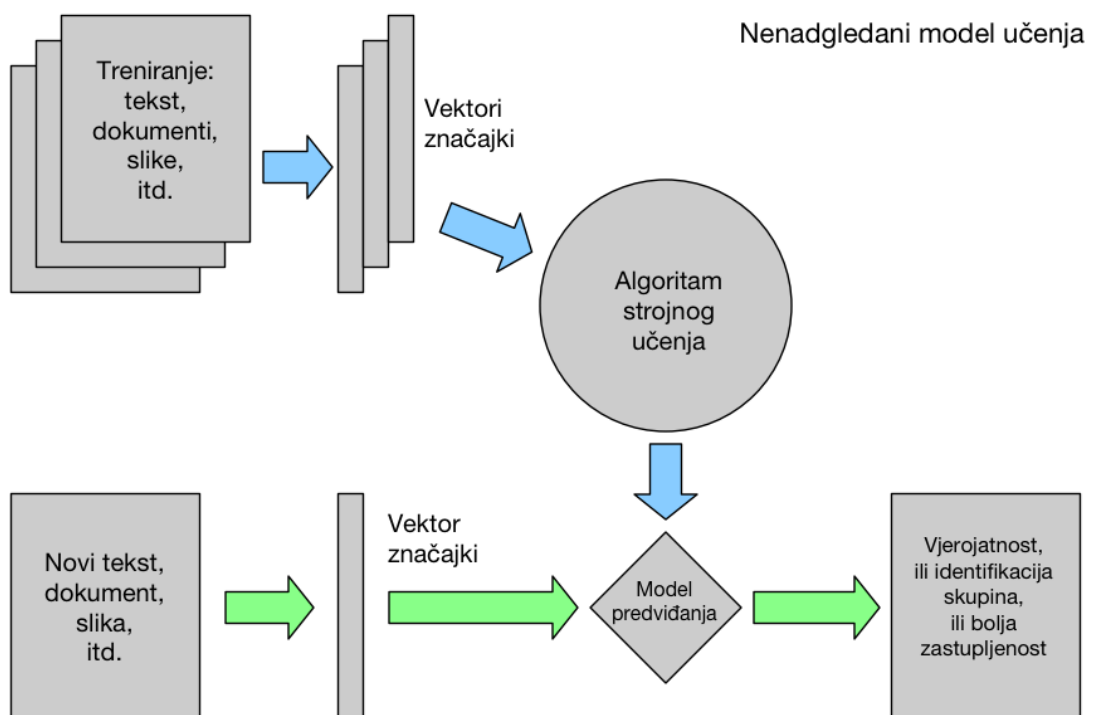 Nenadgledani model učenja
Treniranje:
tekst,
dokumenti,
slike,
itd.
Vektori
značajki
Algoritam
strojnog
učenja
Novi tekst,
dokument,
slika,
itd.
Vektor
značajki
Model
predviđanja
Vjerojatnost,
ili identifikacija
skupina,
ili bolja
zastupljenost